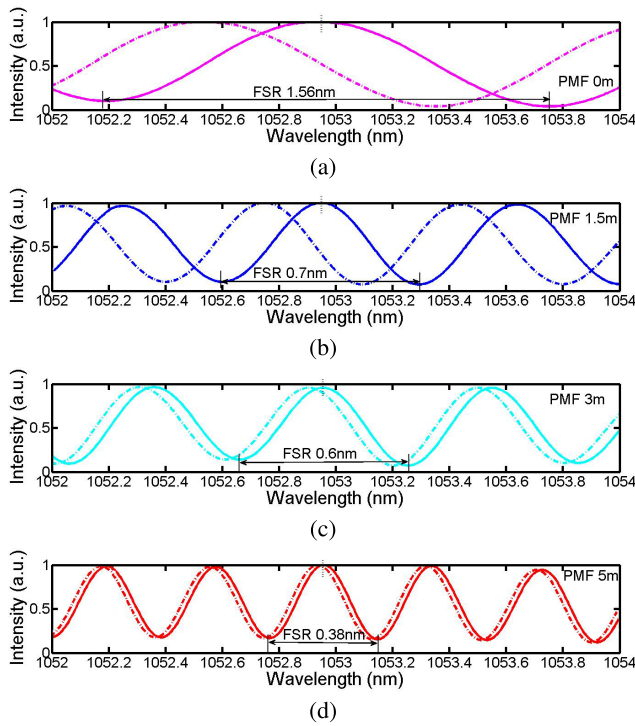 Intensity (a.u.)
1
0.5
0
FSR 1.56nm
PMF 0m
1052 1052.2 1052.4 1052.6 1052.8 1053 1053.2 1053.4 1053.6 1053.8 1054
Wavelength (nm)
(a)
Intensity (a.u.)
1
0.5
0
FSR 0.7nm
PMF 1.5m
1052 1052.2 1052.4 1052.6 1052.8 1053 1053.2 1053.4 1053.6 1053.8 1054
Wavelength (nm)
(b)
Intensity (a.u.)
1
0.5
0
FSR 0.6nm
PMF 3m
1052 1052.2 1052.4 1052.6 1052.8 1053 1053.2 1053.4 1053.6 1053.8 1054
Wavelength (nm)
(c)
Intensity (a.u.)
1
0.5
0
FSR 0.38nm
PMF 5m
1052 1052.2 1052.4 1052.6 1052.8 1053 1053.2 1053.4 1053.6 1053.8 1054
Wavelength (nm)
(d)